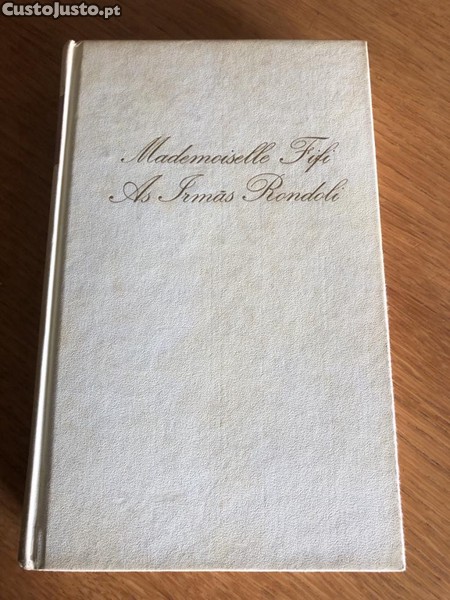 CustoJusto.pt
Mademoiselle Fifi
As Irmãs Rondoli